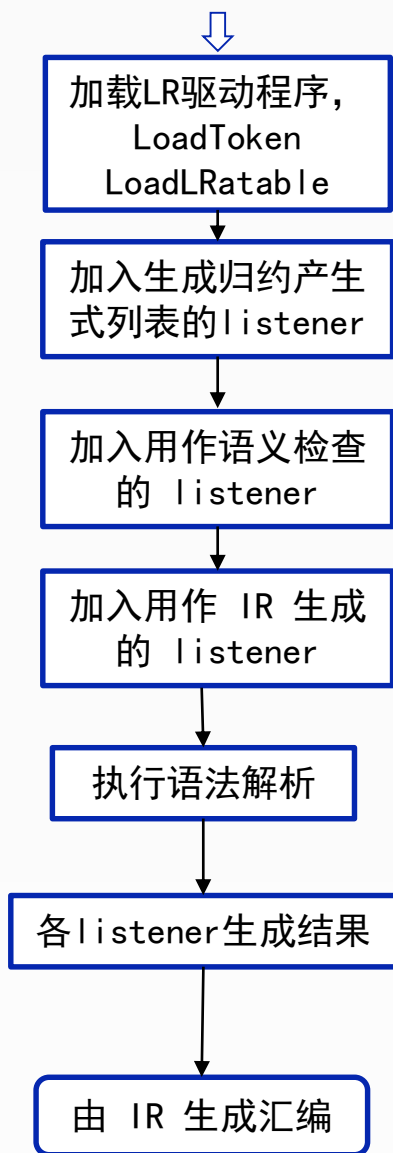 加载LR驱动程序，
LoadToken
LoadLRatable
加入生成归约产生
式列表的listener
加入用作语义检查
的 listener
加入用作 IR 生成
的 listener
执行语法解析
各listener生成结果
由 IR 生成汇编